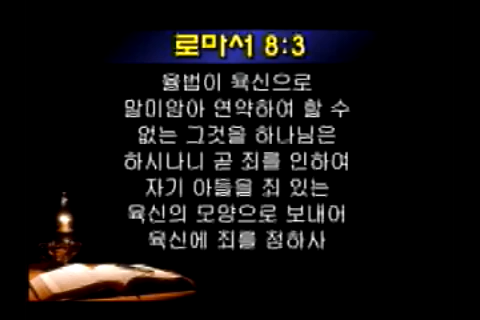 로마서 8:3
율법이 육신으로
말미암아 연약하여 할 수
없는 그것을 하나님은
하시나니 곧 죄를 인하여
자기 아들을 죄 있는
육신의 모양으로 보내어
육신에 죄를 정하사